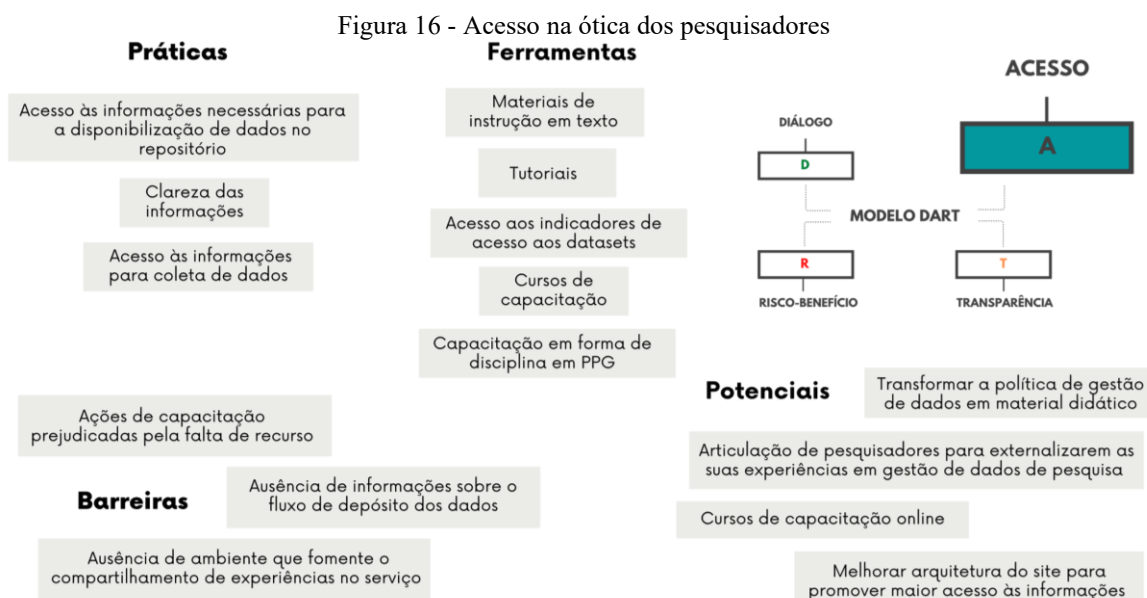 Figura 16 - Acesso na ótica dos pesquisadores
Práticas
Acesso às informações necessárias para
a disponibilização de dados no
repositório
Clareza das
informações
Acesso às informações
para coleta de dados
Ferramentas
Materiais de
instrução em texto
Tutoriais
Acesso aos indicadores de
acesso aos datasets
Cursos de
capacitação
Capacitação em forma de
disciplina em PPG
ACESSO
A
DIÁLOGO
D
MODELO DART
R
RISCO-BENEFÍCIO
T
TRANSPARÊNCIA
Ações de capacitação
prejudicadas pela falta de recurso
Barreiras
Ausência de informações sobre o
fluxo de depósito dos dados
Ausência de ambiente que fomente o
compartilhamento de experiências no serviço
Potenciais
Transformar a política de gestão
de dados em material didático
Articulação de pesquisadores para externalizarem as
suas experiências em gestão de dados de pesquisa
Cursos de capacitação online
Melhorar arquitetura do site para
promover maior acesso às informações